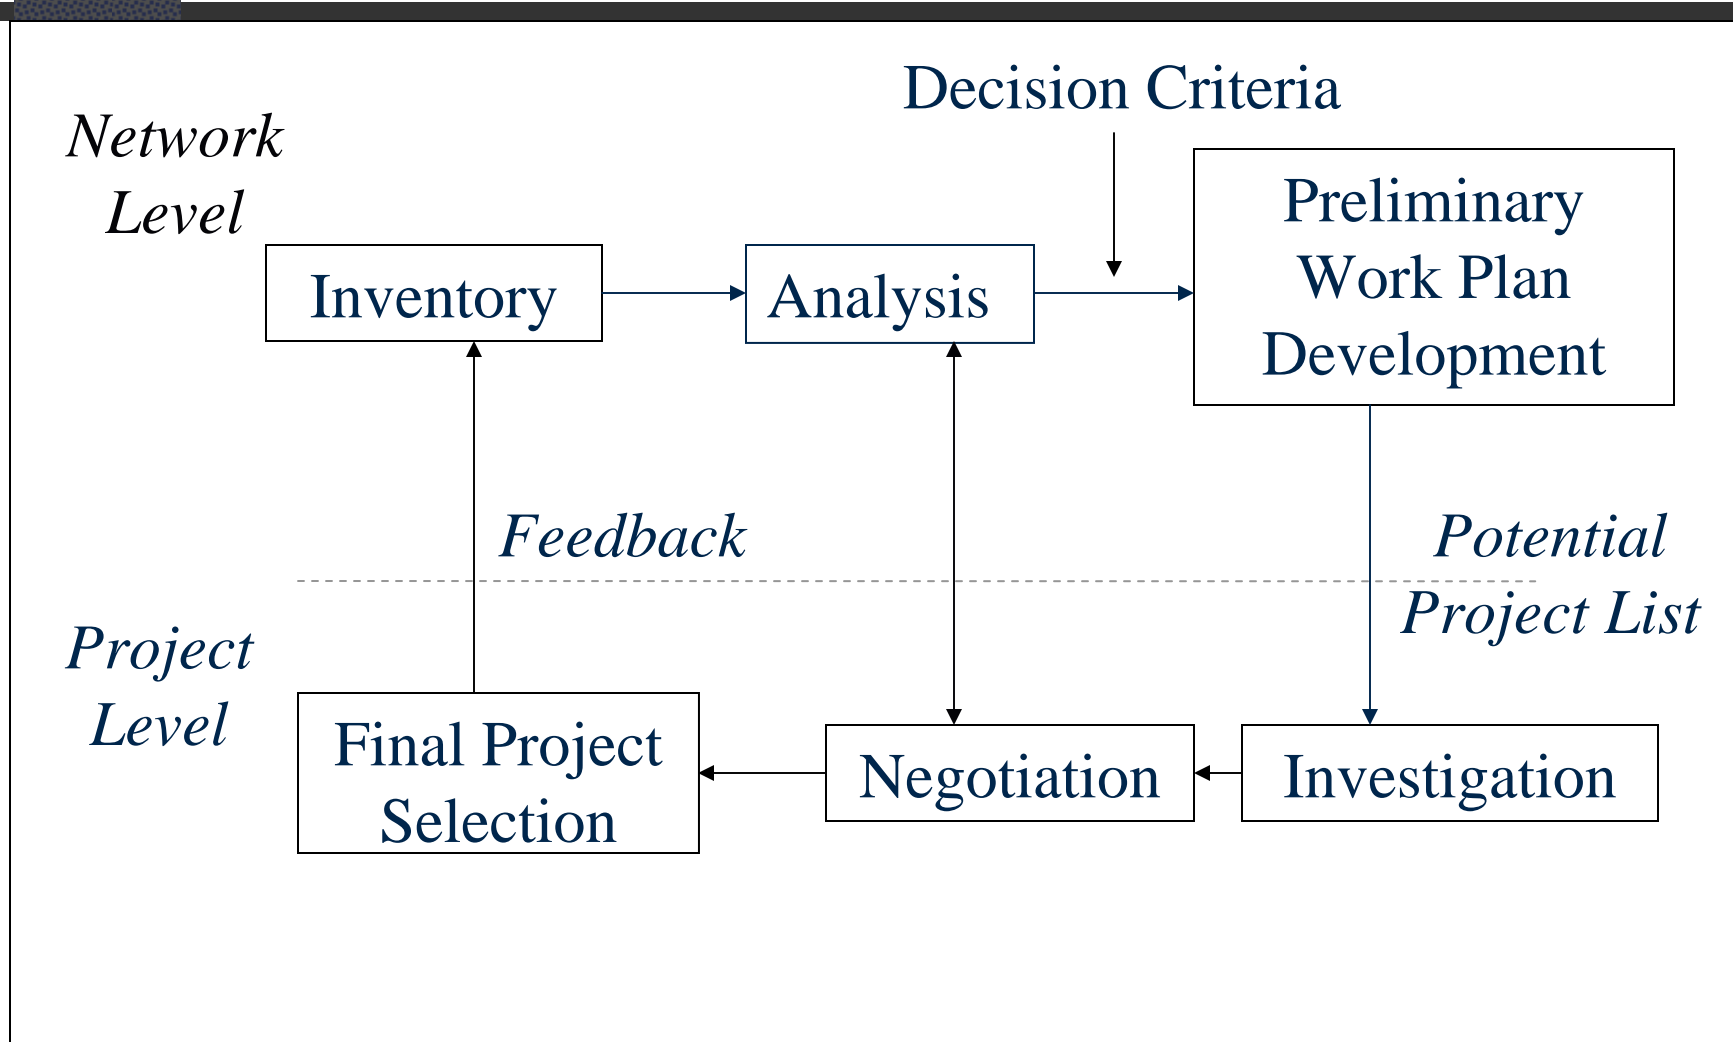 Decision Criteria
Network
Level
Preliminary
Work Plan
Development
Inventory
Analysis
Feedback
Potential
Project List
Project
Level
Final Project
Selection
Negotiation
Investigation